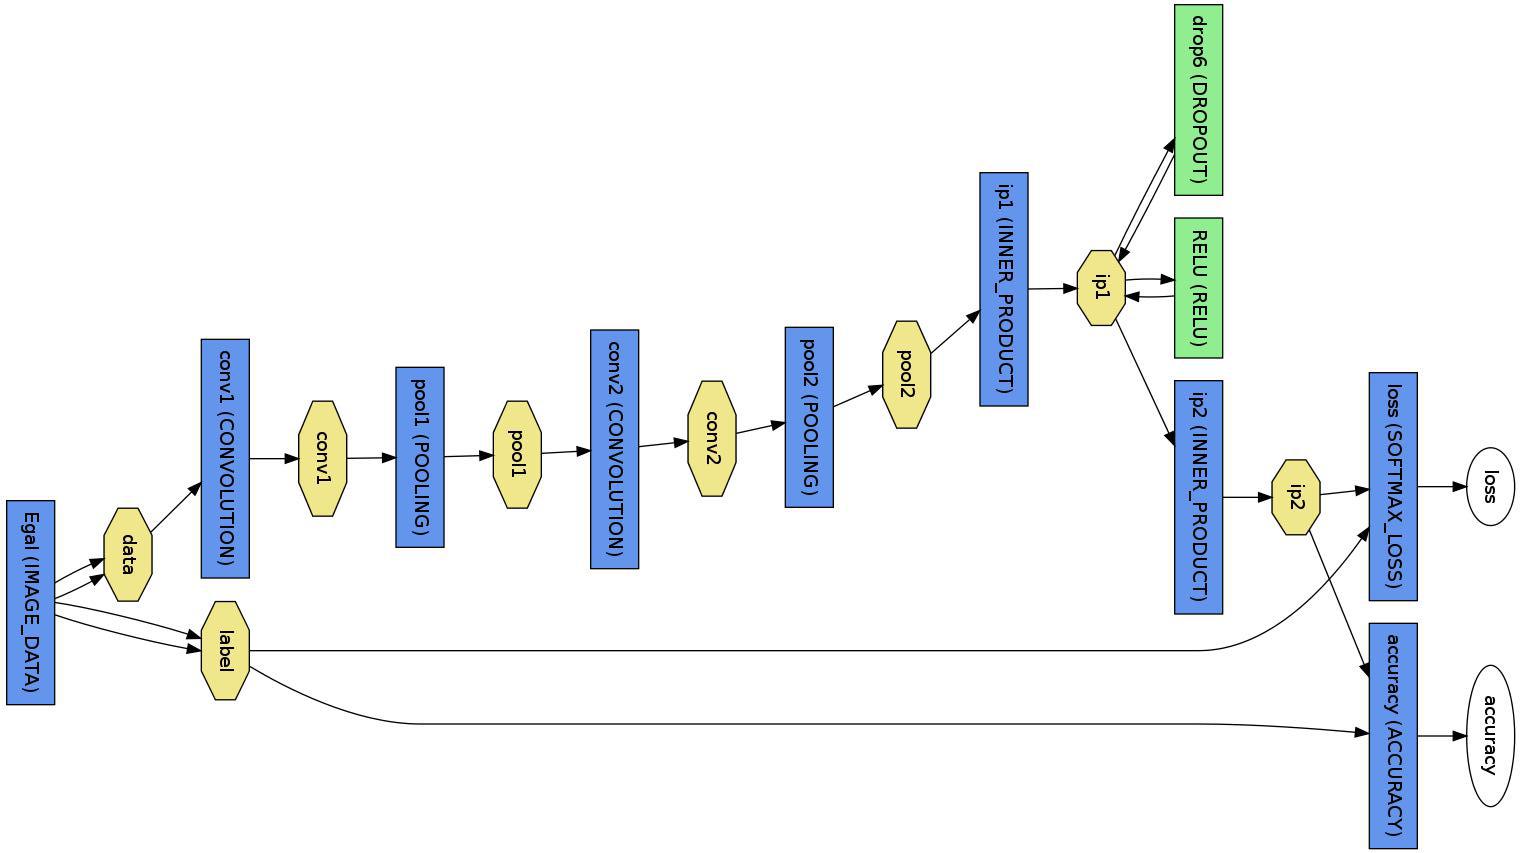 Egal (IMAGE_DATA)
data
label
conv1 (CONVOLUTION)
conv1
pool1 (POOLING)
pool1
conv2 (CONVOLUTION)
conv2
pool2 (POOLING)
pool2
ip1 (INNER_PRODUCT)
ip1
drop6 (DROPOUT)
RELU (RELU)
ip2 (INNER_PRODUCT)
ip2
loss (SOFTMAX_LOSS)
loss
accuracy (ACCURACY)
accuracy